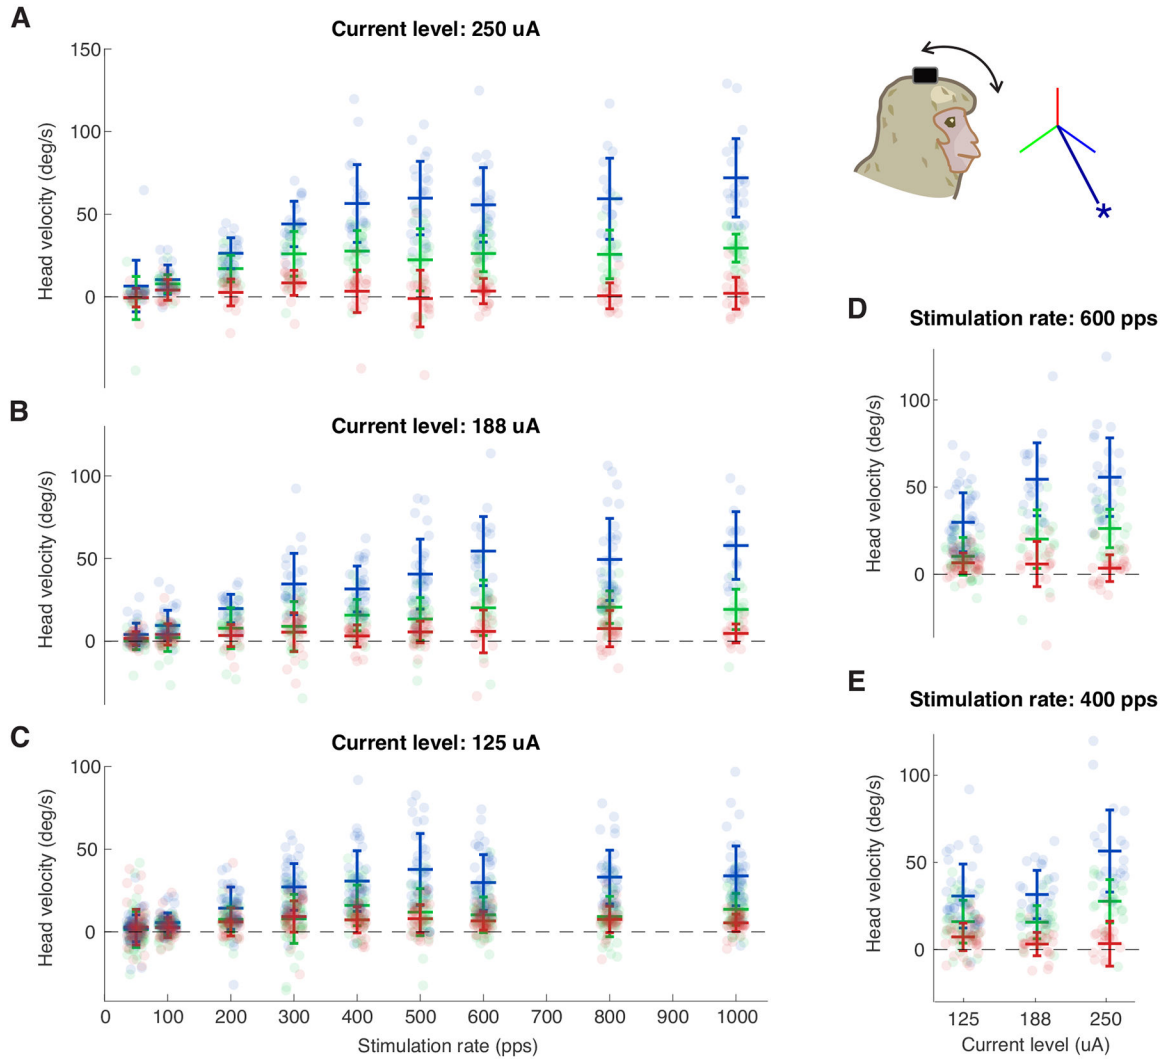 A
Current level: 250 uA
150
100
50
0
Head velocity (deg/s)
*
B
Current level: 188 uA
100
50
0
Head velocity (deg/s)
C
Current level: 125 uA
100
50
0
Head velocity (deg/s)
0 100 200 300 400 500 600 700 800 900 1000
Stimulation rate (pps)
D
Stimulation rate: 600 pps
100
50
0
Head velocity (deg/s)
E
Stimulation rate: 400 pps
100
50
0
Head velocity (deg/s)
125 188 250
Current level (uA)